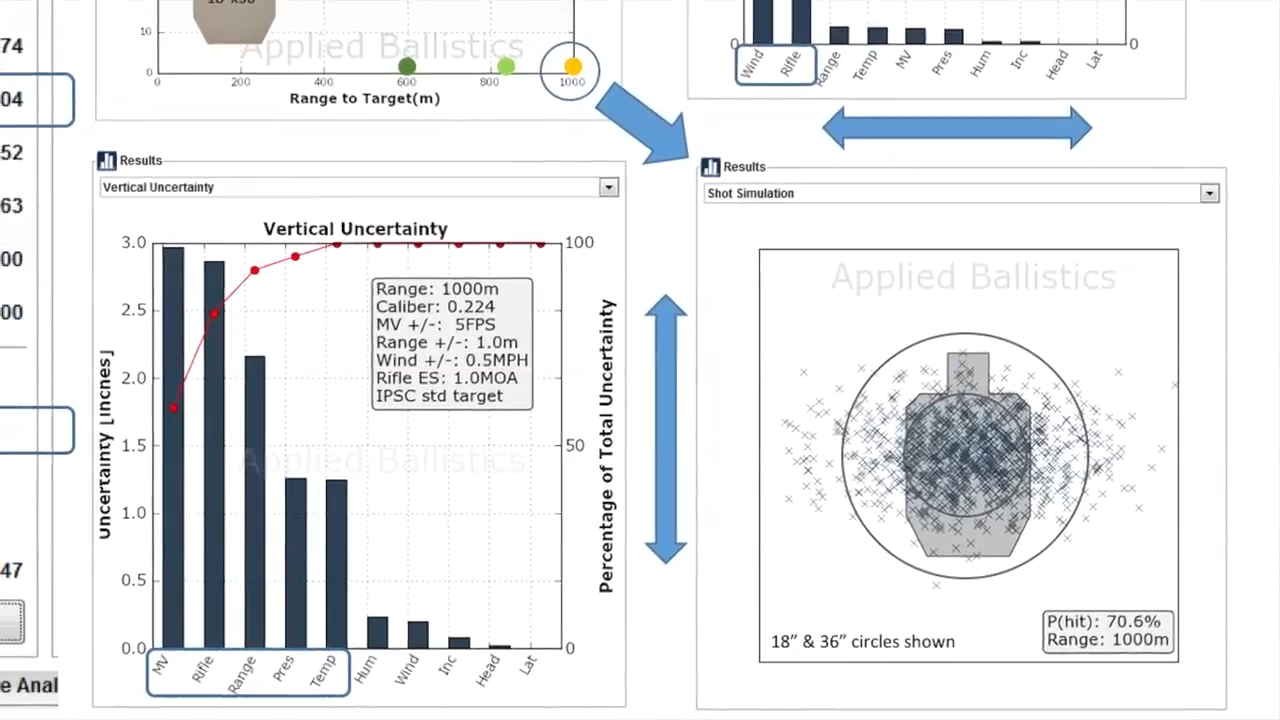 74
04
52
63
00
00
47
e Anal
10
0
Applied Ballistics
0
200
400
600
800
1000
Range to Target(m)
0
0
Wind
Rifle
Range
Temp
MV
Pres
Hum
Inc
Head
Lat
Results
Vertical Uncertainty
Vertical Uncertainty
3.0
2.5
2.0
1.5
1.0
0.5
0.0
100
50
0
Uncertainty [inches]
Percentage of Total Uncertainty
Range: 1000m
Caliber: 0.224
MV +/-: 5FPS
Range +/-: 1.0m
Wind +/-: 0.5MPH
Rifle ES: 1.0MOA
IPSC std target
Applied Ballistics
MV
Rifle
Range
Pres
Temp
Hum
Wind
Inc
Head
Lat
Results
Shot Simulation
Applied Ballistics
18” & 36” circles shown
P(hit): 70.6%
Range: 1000m